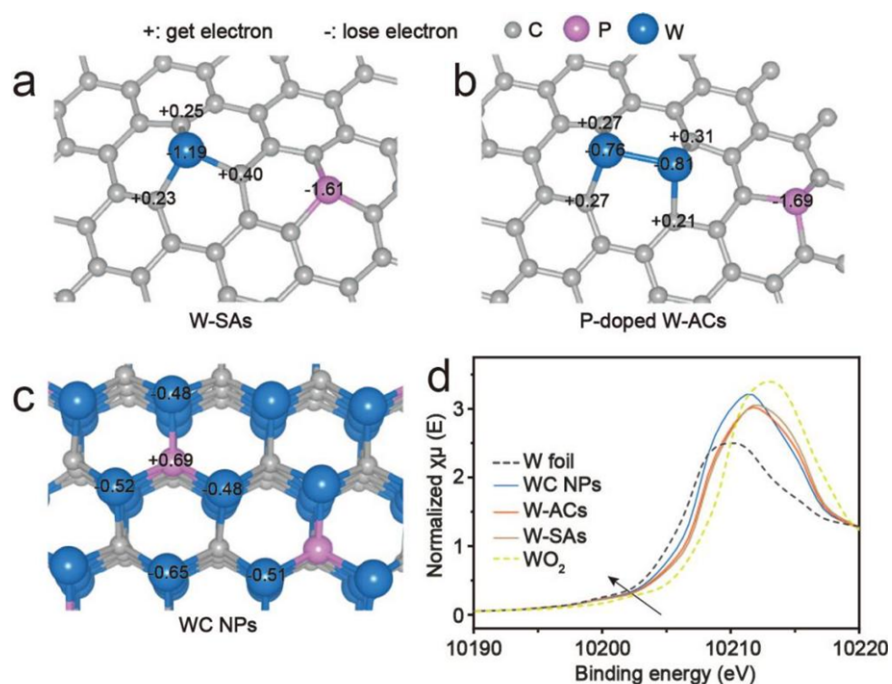 +: get electron -: lose electron C P W
a
+0.25
-1.19
+0.40
+0.23
-1.61
W-SAs
b
+0.27
+0.31
-0.76
-0.81
+0.27
+0.21
-1.69
P-doped W-ACs
c
-0.48
+0.69
-0.52
-0.48
-0.65
-0.51
WC NPs
d
Normalized χμ (E)
3
2
1
0
W foil
WC NPs
W-ACs
W-SAs
WO₂
10190 10200 10210 10220
Binding energy (eV)